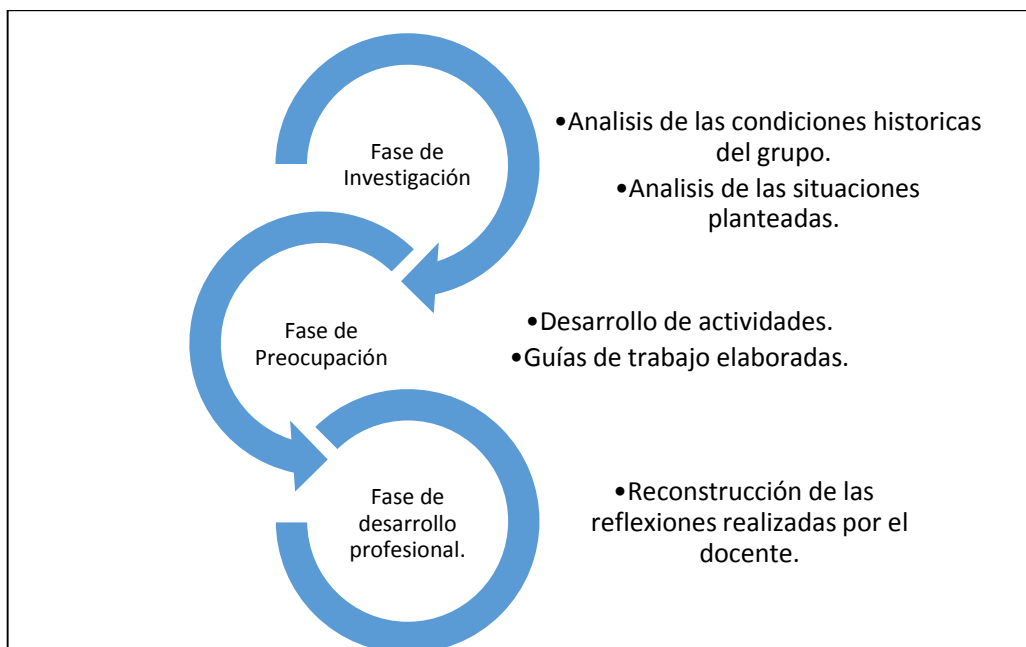 Fase de
Investigación
•Analisis de las condiciones historicas
del grupo.
•Analisis de las situaciones
planteadas.
Fase de
Preocupación
•Desarrollo de actividades.
•Guías de trabajo elaboradas.
Fase de
desarrollo
profesional.
•Reconstrucción de las
reflexiones realizadas por el
docente.